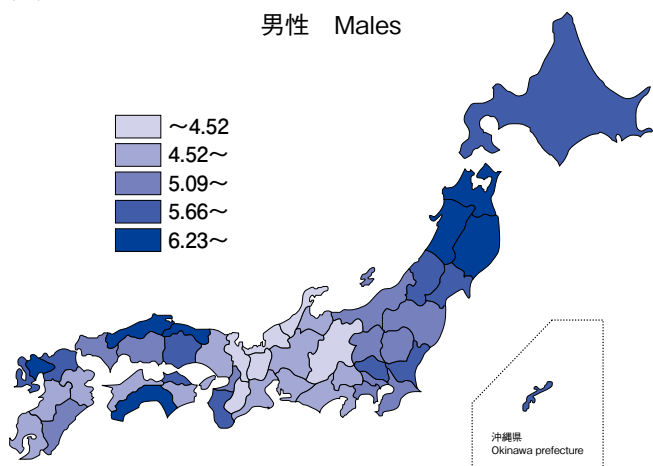 男性 Males
～4.52
4.52～
5.09～
5.66～
6.23～
沖縄県
Okinawa prefecture